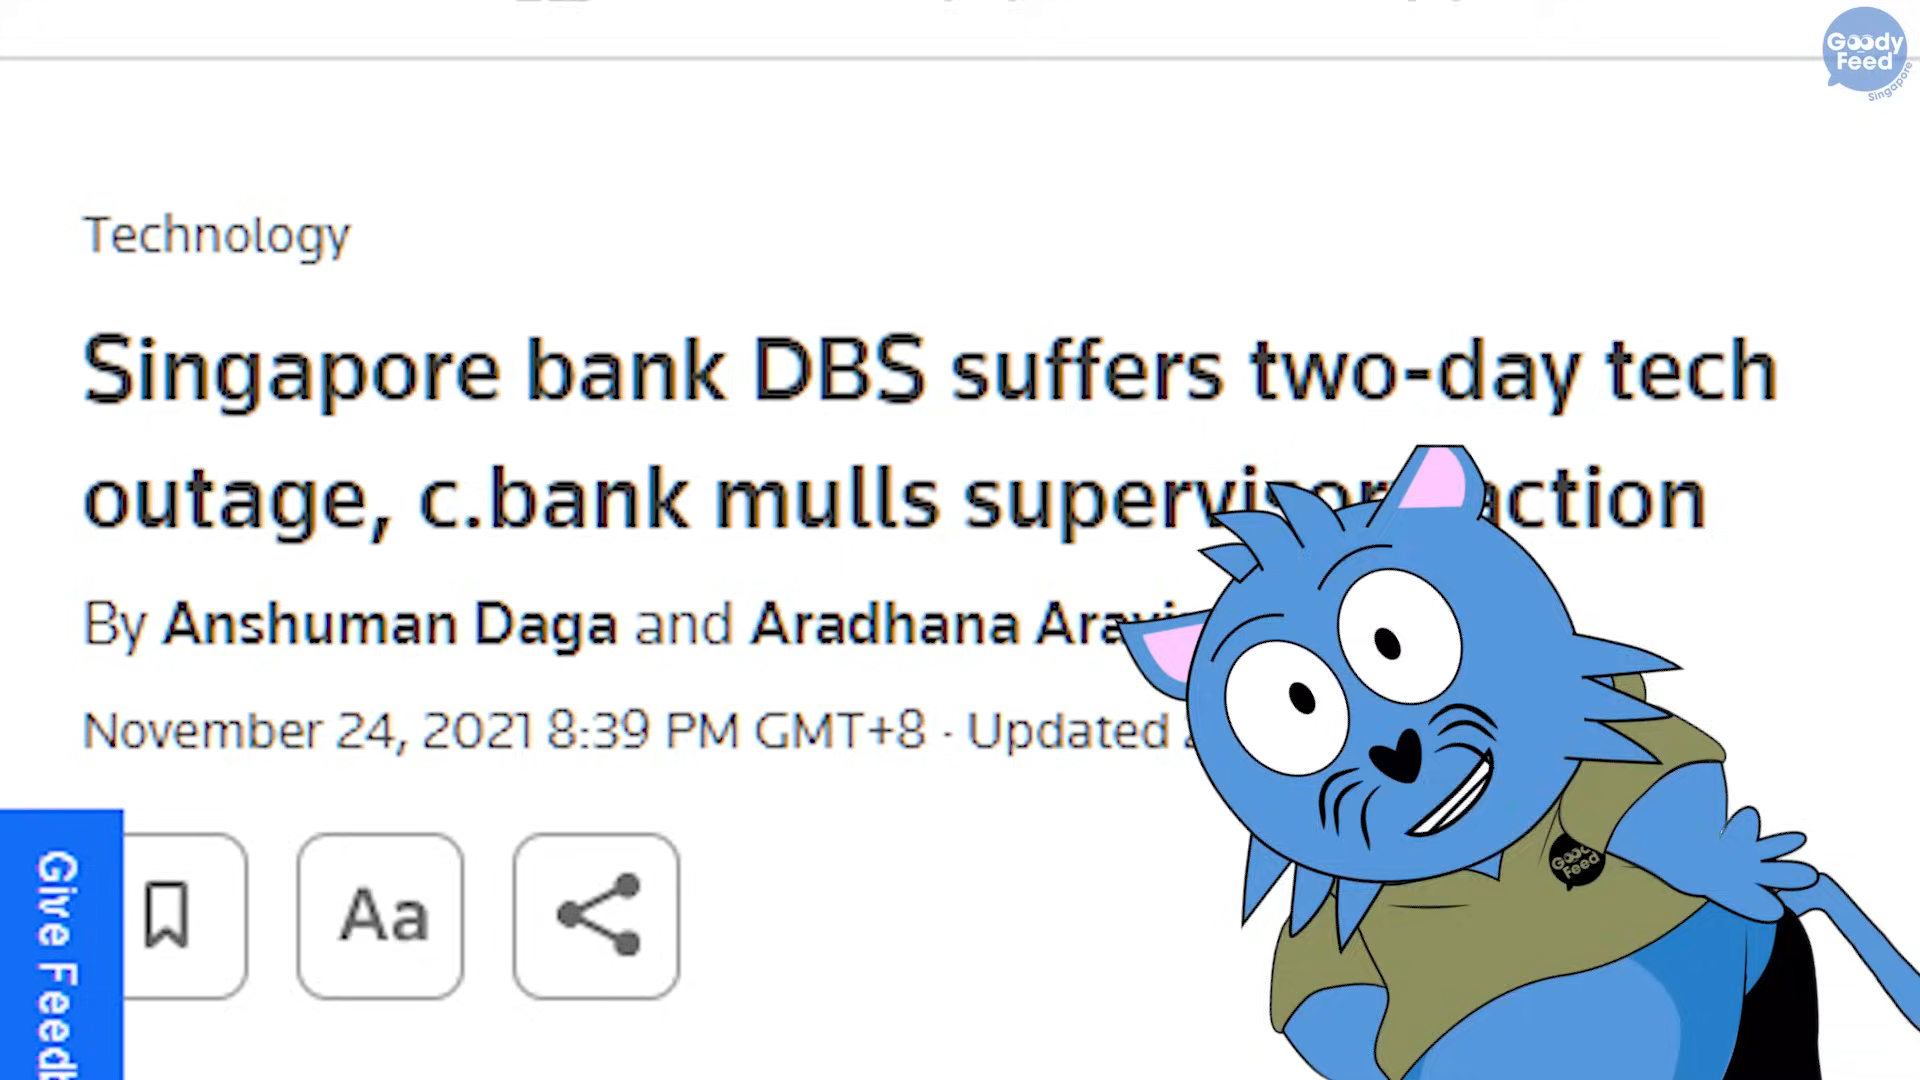 Goody
Feed
Singapore
Technology
Singapore bank DBS suffers two-day tech
outage, c.bank mulls action
By Anshuman Daga and Aradhana
November 24, 2021 8:39 PM GMT+8 · Updated
Aa
Give
Feed